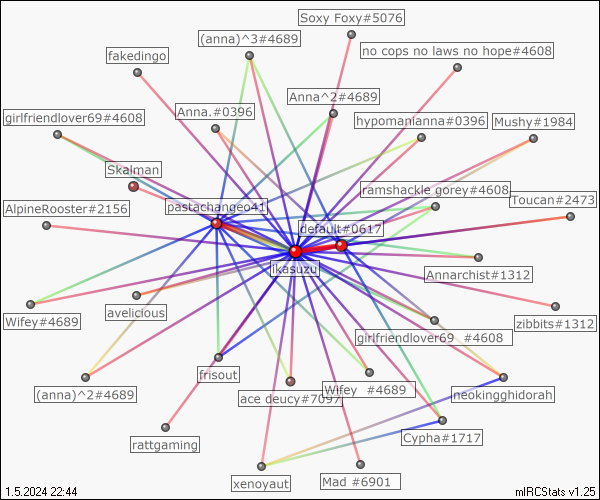 Soxy Foxy#5076
(anna)^3#4689
no cops no laws no hope#4608
fakedingo
Anna^2#4689
girlfriendlover69#4608
Anna.#0396
hypomanianna#0396
Mushy#1984
Skalman
ramshackle gorey#4608
Toucan#2473
AlpineRooster#2156
pastachangeo41
default#0617
ikasuzu
Annarchist#1312
avelicious
Wifey#4689
zibbits#1312
girlfriendlover69 #4608
frisout
(anna)^2#4689
ace deucy#7097
Wifey #4689
neokingghidorah
rattgaming
Cypha#1717
xenoyaut
Mad #6901
1.5.2024 22:44
mIRCStats v1.25